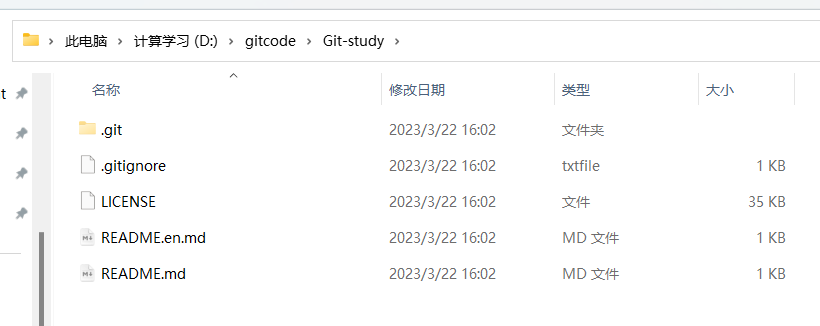 此电脑 › 计算学习 (D:) › gitcode › Git-study ›
名称 修改日期 类型 大小
t
.git 2023/3/22 16:02 文件夹
.gitignore 2023/3/22 16:02 txtfile 1 KB
LICENSE 2023/3/22 16:02 文件 35 KB
README.en.md 2023/3/22 16:02 MD 文件 1 KB
README.md 2023/3/22 16:02 MD 文件 1 KB